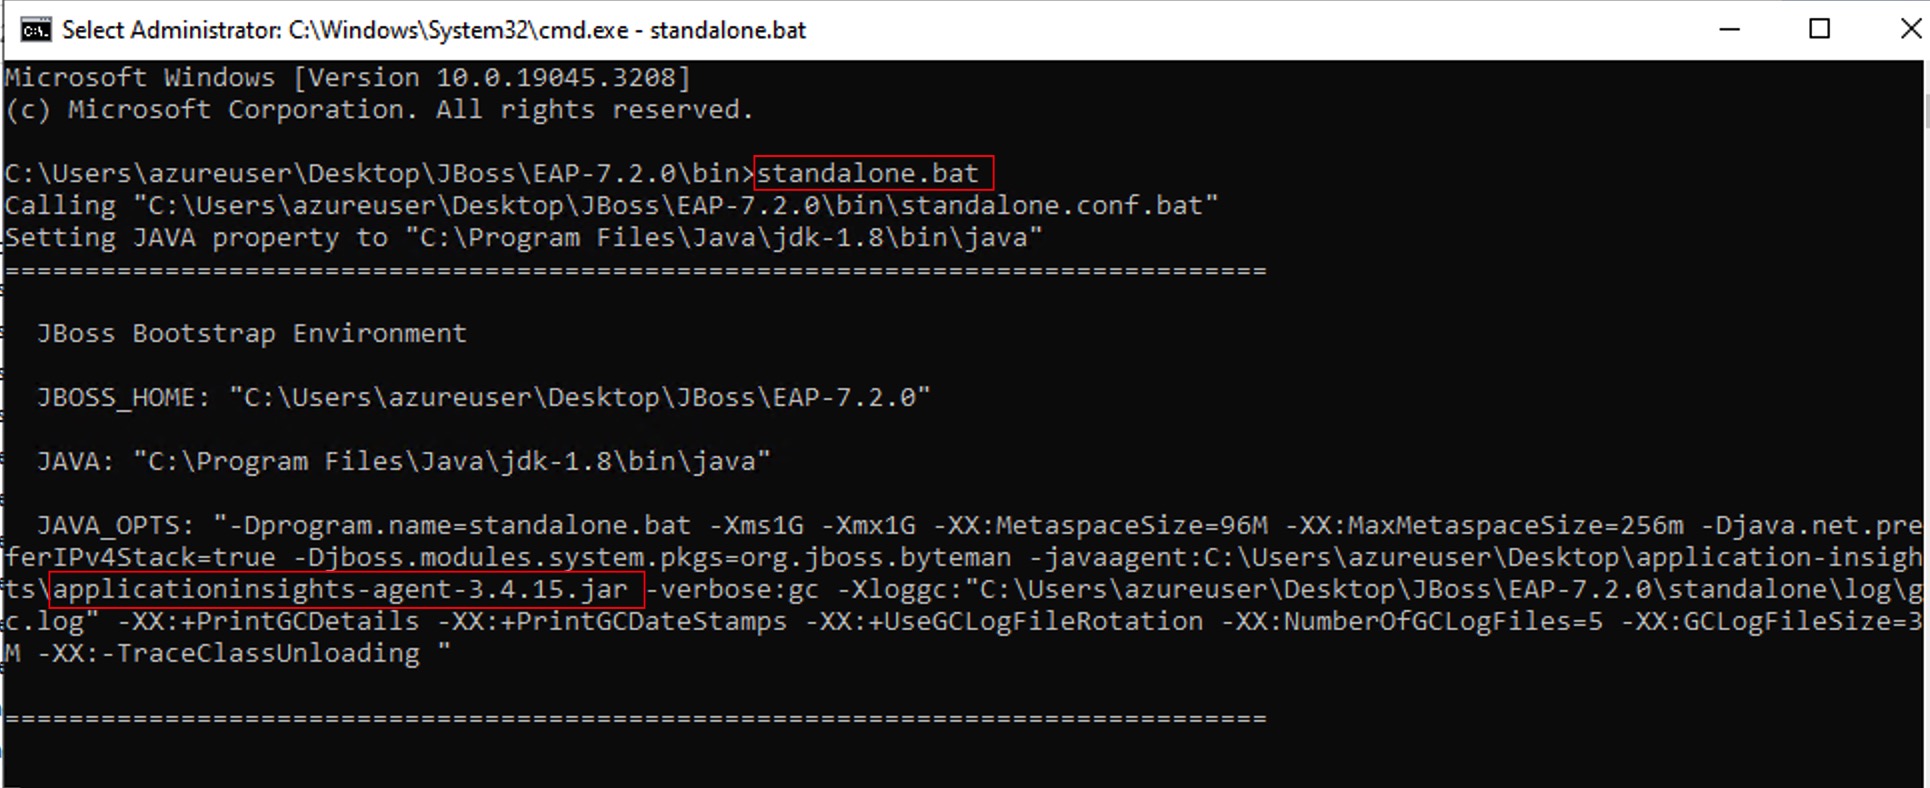 Select Administrator: C:\Windows\System32\cmd.exe - standalone.bat
Microsoft Windows [Version 10.0.19045.3208]
(c) Microsoft Corporation. All rights reserved.
C:\Users\azureuser\Desktop\JBoss\EAP-7.2.0\bin>standalone.bat
Calling "C:\Users\azureuser\Desktop\JBoss\EAP-7.2.0\bin\standalone.conf.bat"
Setting JAVA property to "C:\Program Files\Java\jdk-1.8\bin\java"
===============================================================================
JBoss Bootstrap Environment
JBOSS_HOME: "C:\Users\azureuser\Desktop\JBoss\EAP-7.2.0"
JAVA: "C:\Program Files\Java\jdk-1.8\bin\java"
JAVA_OPTS: "-Dprogram.name=standalone.bat -Xms1G -Xmx1G -XX:MetaspaceSize=96M -XX:MaxMetaspaceSize=256m -Djava.net.pre
ferIPv4Stack=true -Djboss.modules.system.pkgs=org.jboss.byteman -javaagent:C:\Users\azureuser\Desktop\application-insigh
ts\applicationinsights-agent-3.4.15.jar -verbose:gc -Xloggc:"C:\Users\azureuser\Desktop\JBoss\EAP-7.2.0\standalone\log\g
c.log" -XX:+PrintGCDetails -XX:+PrintGCDateStamps -XX:+UseGCLogFileRotation -XX:NumberOfGCLogFiles=5 -XX:GCLogFileSize=3
M -XX:-TraceClassUnloading "
===============================================================================